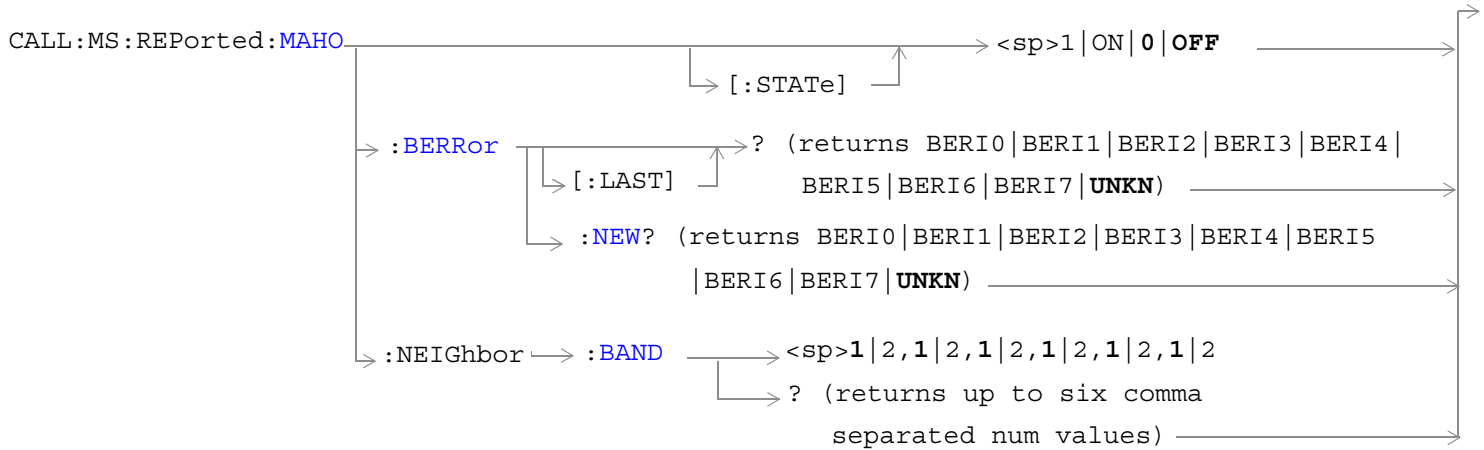 CALL:MS:REPorted:MAHO <sp>1|ON|0|OFF
[:STATe]
:BERRor ? (returns BERI0|BERI1|BERI2|BERI3|BERI4|
[:LAST] BERI5|BERI6|BERI7|UNKN)
:NEW? (returns BERI0|BERI1|BERI2|BERI3|BERI4|BERI5
|BERI6|BERI7|UNKN)
:NEIGhbor :BAND <sp>1|2,1|2,1|2,1|2,1|2,1|2
? (returns up to six comma
separated num values)